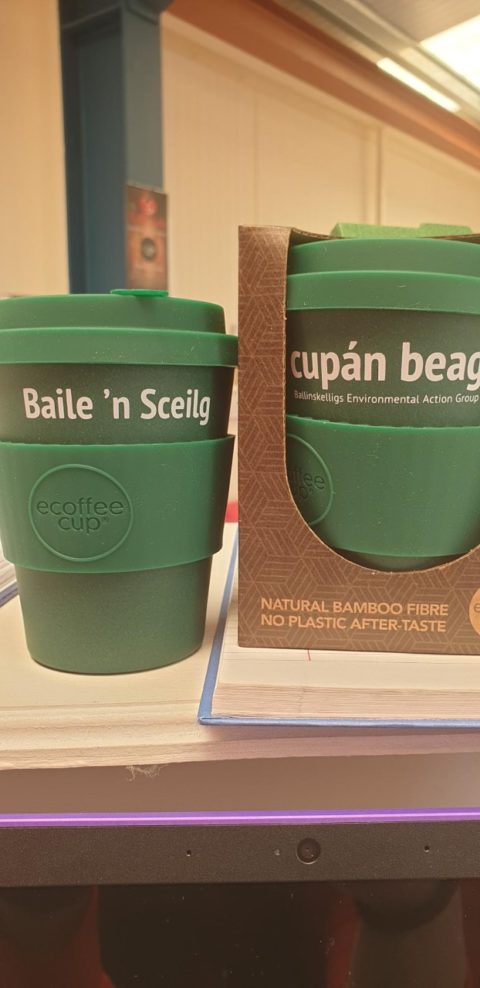 Baile 'n Sceilg
ecoffee
cup®
cupán beag
Ballinskelligs Environmental Action Group
NATURAL BAMBOO FIBRE
NO PLASTIC AFTER-TASTE